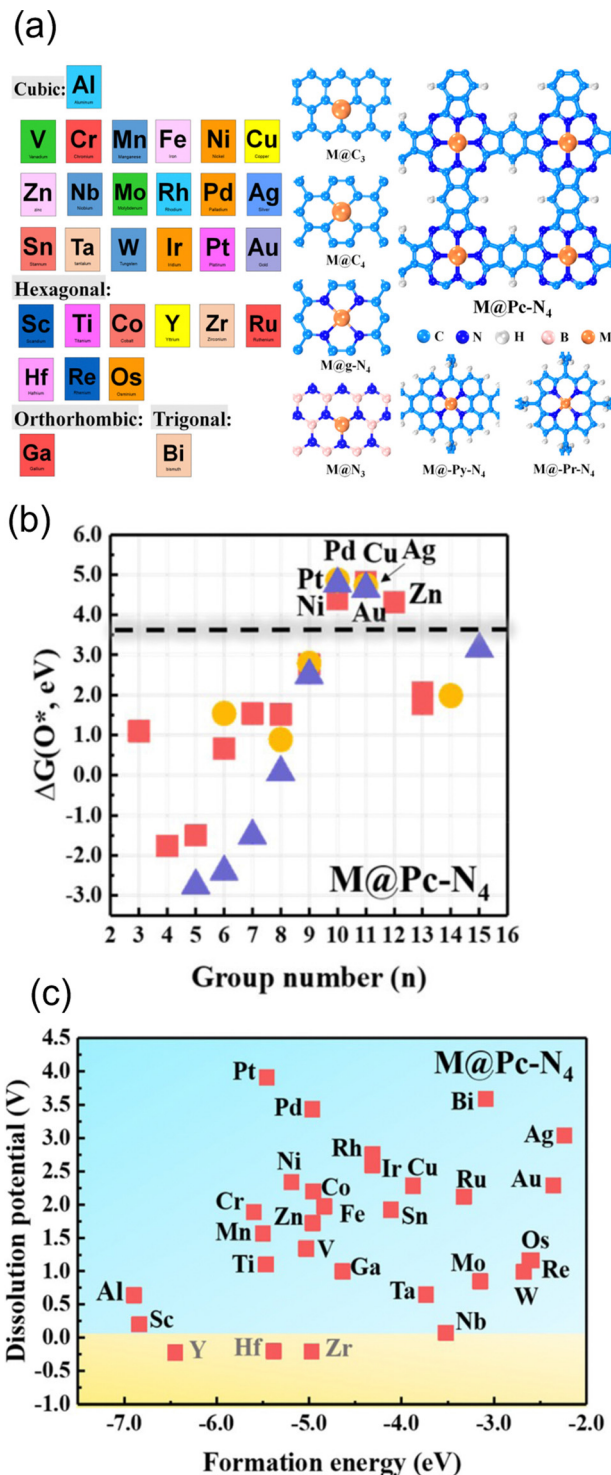 (a)
Cubic: Al
Aluminum
V Cr Mn Fe Ni Cu
Vanadium Chromium Manganese Iron Nickel Copper
Zn Nb Mo Rh Pd Ag
Zinc Niobium Molybdenum Rhodium Palladium Silver
Sn Ta W Ir Pt Au
Tantalum Tungsten Iridium Platinum Gold
Hexagonal:
Sc Ti Co Y Zr Ru
Scandium Titanium Cobalt Yttrium Zirconium Ruthenium
Hf Re Os
Hafnium Rhenium
Orthorhombic: Trigonal:
Ga Bi
Gallium Bismuth
M@C3
M@C4
M@g-N4
M@N3
M@Pc-N4
C N H B M
M@-Py-N4 M@-Pr-N4
(b)
ΔG(O*, eV)
6.0
5.0
4.0
3.0
2.0
1.0
0.0
-1.0
-2.0
-3.0
Pd Cu Ag
Pt
Ni Au Zn
M@Pc-N4
2 3 4 5 6 7 8 9 10 11 12 13 14 15 16
Group number (n)
(c)
Dissolution potential (V)
4.5
4.0
3.5
3.0
2.5
2.0
1.5
1.0
0.5
0.0
-0.5
-1.0
M@Pc-N4
Pt
Pd Bi
Rh Ag
Ni Ir Cu
Co Ru Au
Cr Zn Fe Sn
Mn V Os
Ti Ga Mo Re
Al Ta W
Sc Nb
Y Hf Zr
-7.0 -6.0 -5.0 -4.0 -3.0 -2.0
Formation energy (eV)